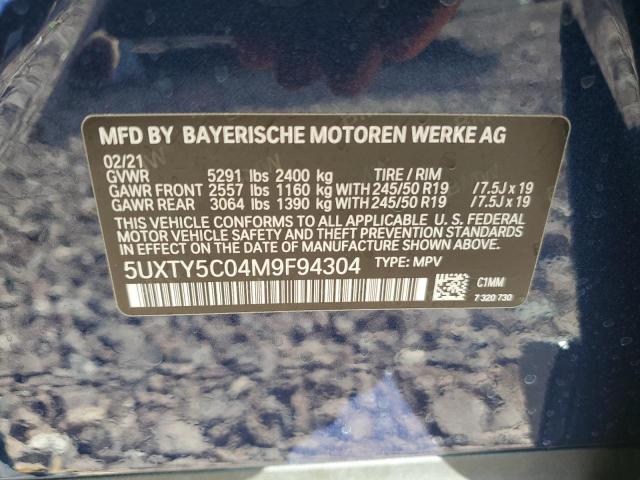 MFD BY BAYERISCHE MOTOREN WERKE AG
02/21
GVWR 5291 lbs 2400 kg TIRE / RIM
GAWR FRONT 2557 lbs 1160 kg WITH 245/50 R19 / 7.5J x 19
GAWR REAR 3064 lbs 1390 kg WITH 245/50 R19 / 7.5J x 19
THIS VEHICLE CONFORMS TO ALL APPLICABLE U. S. FEDERAL
MOTOR VEHICLE SAFETY AND THEFT PREVENTION STANDARDS
IN EFFECT ON THE DATE OF MANUFACTURE SHOWN ABOVE.
5UXTY5C04M9F94304 TYPE: MPV
C1MM
7 320 730